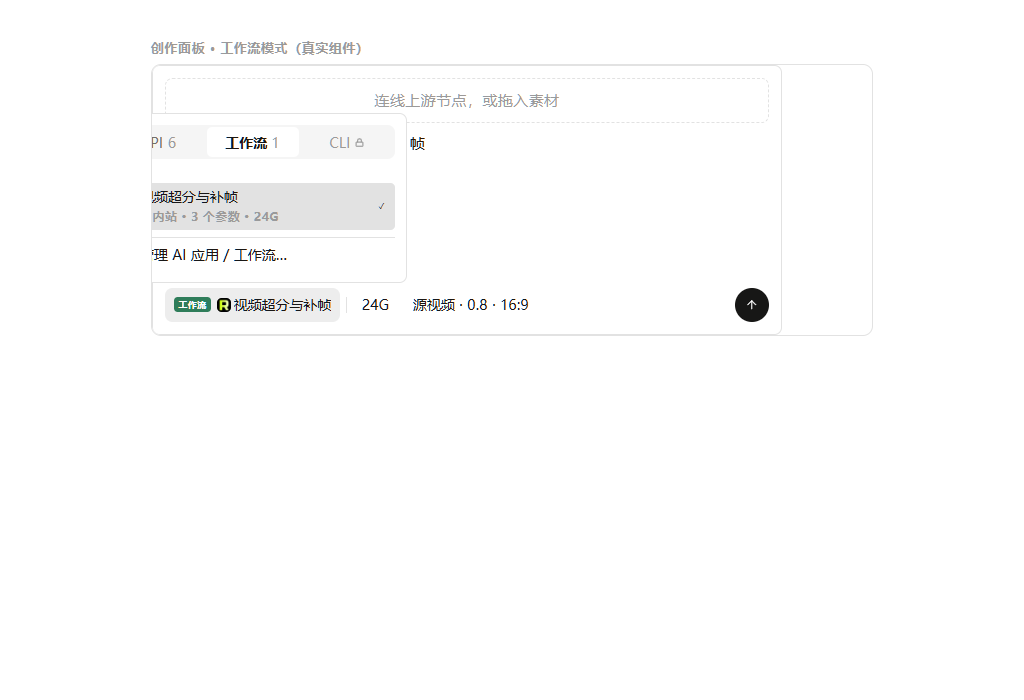 创作面板 • 工作流模式（真实组件）
连线上游节点，或拖入素材
PI 6 工作流 1 CLI
帧
视频超分与补帧
内站 • 3 个参数 • 24G
理 AI 应用 / 工作流...
工作流 R 视频超分与补帧 24G 源视频 · 0.8 · 16:9